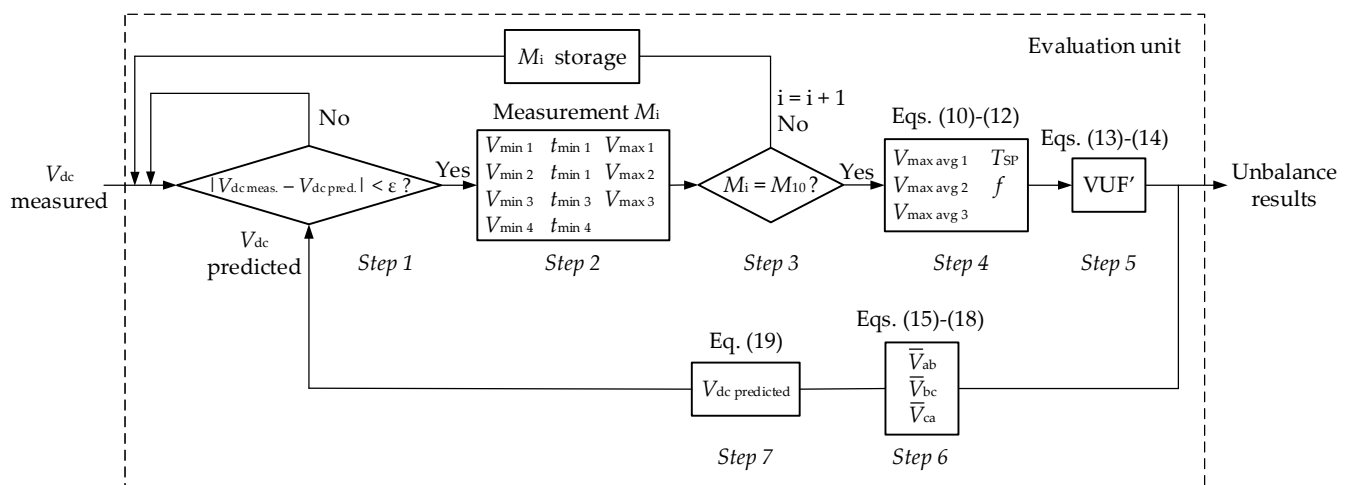 Evaluation unit
Mi storage
i = i + 1
No
No
Measurement Mi
Eqs. (10)-(12)
Eqs. (13)-(14)
Vdc
measured
|Vdc meas. − Vdc pred.| < ε ?
Yes
Vmin 1 tmin 1 Vmax 1
Vmin 2 tmin 1 Vmax 2
Vmin 3 tmin 3 Vmax 3
Vmin 4 tmin 4
Mi = M10 ?
Yes
Vmax avg 1 TSP
Vmax avg 2 f
Vmax avg 3
VUF'
Unbalance
results
Vdc
predicted
Step 1
Step 2
Step 3
Step 4
Step 5
Eqs. (15)-(18)
Eq. (19)
Vdc predicted
V̅ab
V̅bc
V̅ca
Step 7
Step 6